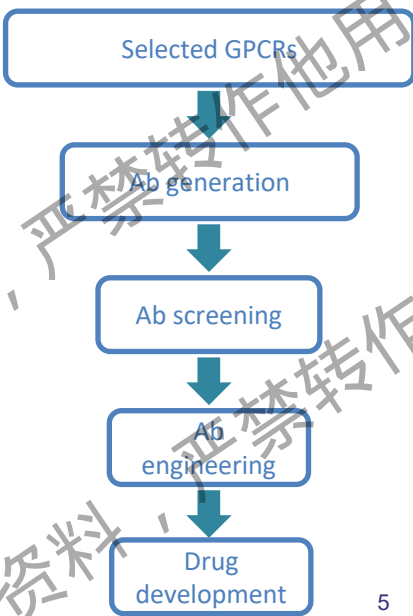 Selected GPCRs
Ab generation
Ab screening
Ab
engineering
Drug
development
5
严禁转作他用
，严禁转作
资料，严禁转作